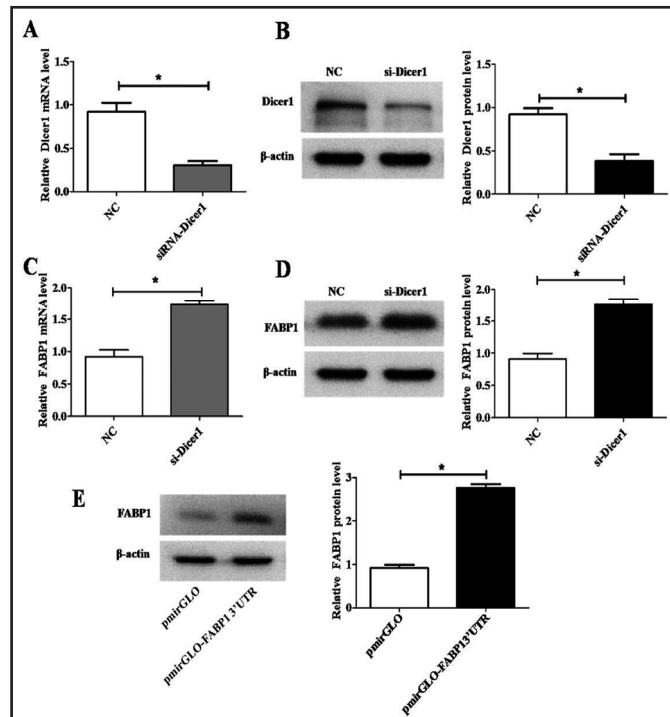 A
Relative Dicer1 mRNA level
1.5
1.0
0.5
0.0
*
NC
siRNA-Dicer1
B
NC
si-Dicer1
Dicer1
β-actin
Relative Dicer1 protein level
1.5
1.0
0.5
0.0
*
NC
siRNA-Dicer1
C
Relative FABP1 mRNA level
2.0
1.5
1.0
0.0
*
NC
si-Dicer1
D
NC
si-Dicer1
FABP1
β-actin
Relative FABP1 protein level
2.0
1.5
1.0
0.5
0.0
*
NC
si-Dicer1
E
FABP1
β-actin
pmirGLO
pmirGLO-FABP13'UTR
Relative FABP1 protein level
3
2
1
0
*
pmirGLO
pmirGLO-FABP13'UTR